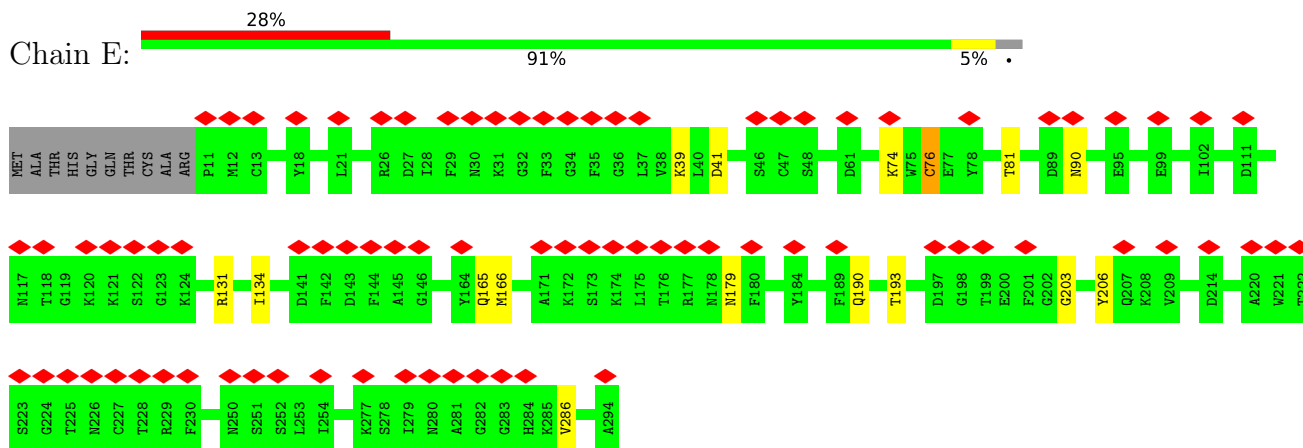 28%
Chain E:
91% 5% •
MET ALA THR HIS GLY GLN THR CYS ALA ARG P11 M12 C13 Y18 L21 R26 D27 I28 F29 N30 K31 G32 F33 G34 F35 G36 L37 V38 K39 L40 D41 S46 C47 S48 D61 K74 W75 C76 E77 Y78 T81 D89 N90 E95 E99 I102 D111
N117 T118 G119 K120 K121 S122 G123 K124 R131 I134 D141 F142 D143 F144 A145 G146 Y164 Q165 M166 A171 K172 S173 K174 L175 T176 R177 N178 N179 F180 Y184 F189 Q190 T193 D197 G198 T199 E200 F201 G202 G203 Y206 Q207 K208 V209 D214 A220 W221 T222
S223 G224 T225 N226 C227 T228 R229 F230 N250 S251 S252 L253 I254 K277 S278 I279 N280 A281 G282 G283 H284 K285 V286 A294